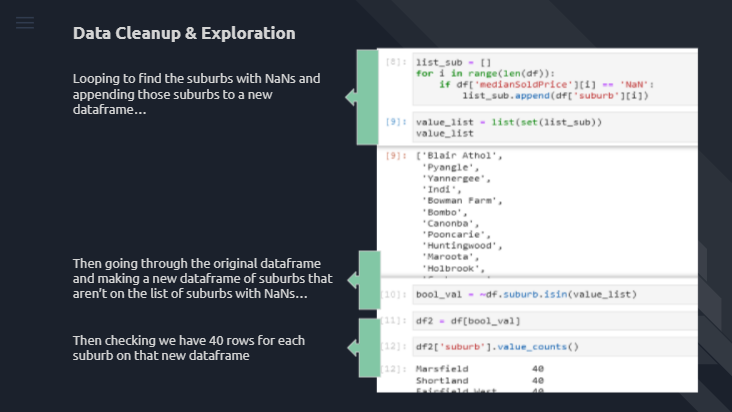 Data Cleanup & Exploration
Looping to find the suburbs with NaNs and
appending those suburbs to a new
dataframe…
[8]: list_sub = []
for i in range(len(df)):
if df['medianSoldPrice'][i] == 'NaN':
list_sub.append(df['suburb'][i])
[9]: value_list = list(set(list_sub))
value_list
[9]: ['Blair Athol',
'Pyangle',
'Yannergee',
'Indi',
'Bowman Farm',
'Bombo',
'Canonba',
'Pooncarie',
'Huntingwood',
'Maroota',
'Holbrook',
Then going through the original dataframe
and making a new dataframe of suburbs that
aren't on the list of suburbs with NaNs…
[10]: bool_val = ~df.suburb.isin(value_list)
[11]: df2 = df[bool_val]
Then checking we have 40 rows for each
suburb on that new dataframe
[12]: df2['suburb'].value_counts()
[12]: Marsfield 40
Shortland 40
Fairfield West 40